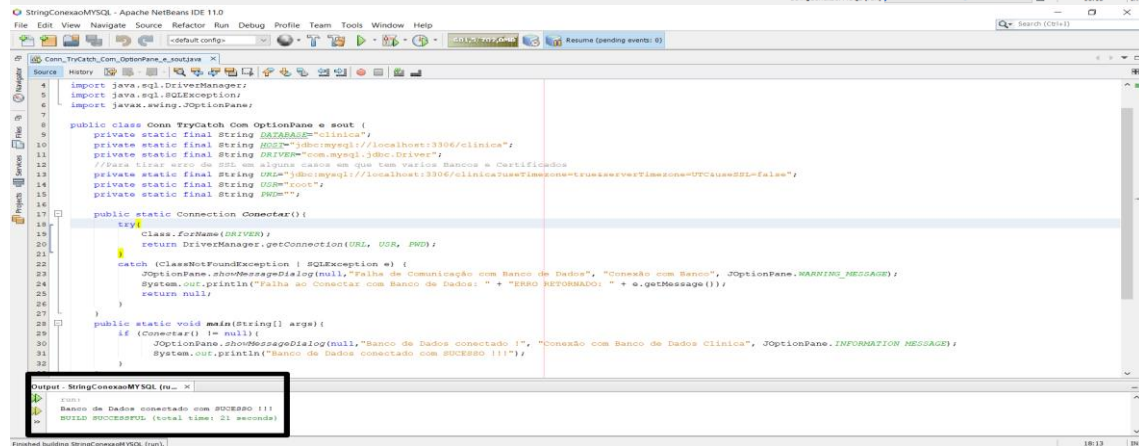 StringConexaoMYSQL - Apache NetBeans IDE 11.0
File Edit View Navigate Source Refactor Run Debug Profile Team Tools Window Help
Search (Ctrl+I)
<default config>
Resume (pending events: 0)
Conn_TryCatch_Com_OptionPane_e_sout.java
Source History
Navigator
Files
Services
Projects
4 import java.sql.DriverManager;
5 import java.sql.SQLException;
6 import javax.swing.JOptionPane;
7
8 public class Conn_TryCatch_Com_OptionPane_e_sout {
9 private static final String DATABASE="clinica";
10 private static final String HOST="jdbc:mysql://localhost:3306/clinica";
11 private static final String DRIVER="com.mysql.jdbc.Driver";
12 //Para tirar erro de SSL em alguns casos em que tem varios Bancos e Certificados
13 private static final String URL="jdbc:mysql://localhost:3306/clinica?useTimezone=true&serverTimezone=UTC&useSSL=false";
14 private static final String USR="root";
15 private static final String PWD="";
16
17 public static Connection Conectar(){
18 try{
19 Class.forName(DRIVER);
20 return DriverManager.getConnection(URL, USR, PWD);
21 }
22 catch (ClassNotFoundException | SQLException e) {
23 JOptionPane.showMessageDialog(null,"Falha de Comunicação com Banco de Dados", "Conexão com Banco", JOptionPane.WARNING_MESSAGE);
24 System.out.println("Falha ao Conectar com Banco de Dados: " + "ERRO RETORNADO: " + e.getMessage());
25 return null;
26 }
27 }
28 public static void main(String[] args){
29 if (Conectar() != null){
30 JOptionPane.showMessageDialog(null,"Banco de Dados conectado !", "Conexão com Banco de Dados Clinica", JOptionPane.INFORMATION_MESSAGE);
31 System.out.println("Banco de Dados conectado com SUCESSO !!!");
32 }
Output - StringConexaoMYSQL (ru...
run:
Banco de Dados conectado com SUCESSO !!!
BUILD SUCCESSFUL (total time: 21 seconds)
Finished building StringConexaoMYSQL (run).
18:13 IN